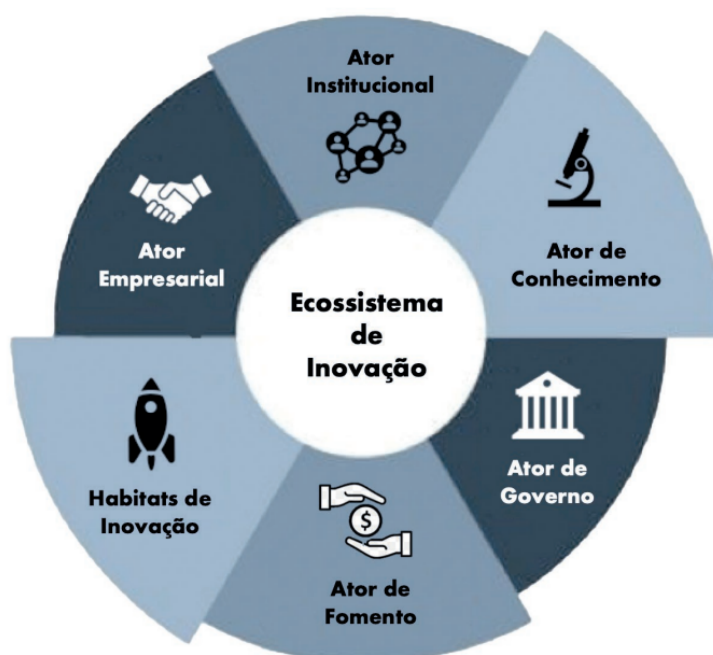 Ator
Institucional
Ator de
Conhecimento
Ator de
Governo
Ator de
Fomento
Habitats de
Inovação
Ator
Empresarial
Ecossistema
de
Inovação
$